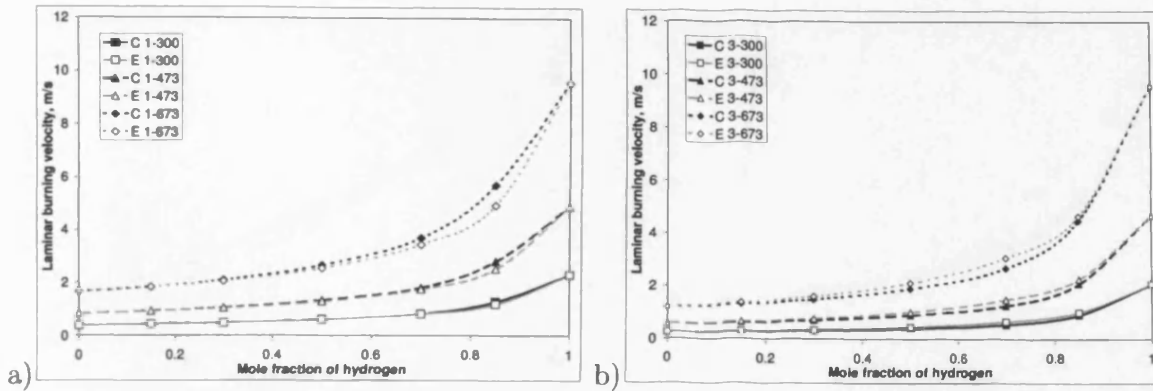 Laminar burning velocity, m/s
12
10
8
6
4
2
0
C 1-300
E 1-300
C 1-473
E 1-473
C 1-673
E 1-673
0 0.2 0.4 0.6 0.8 1
Mole fraction of hydrogen
a)
Laminar burning velocity, m/s
12
10
8
6
4
2
0
C 3-300
E 3-300
C 3-473
E 3-473
C 3-673
E 3-673
0 0.2 0.4 0.6 0.8 1
Mole fraction of hydrogen
b)